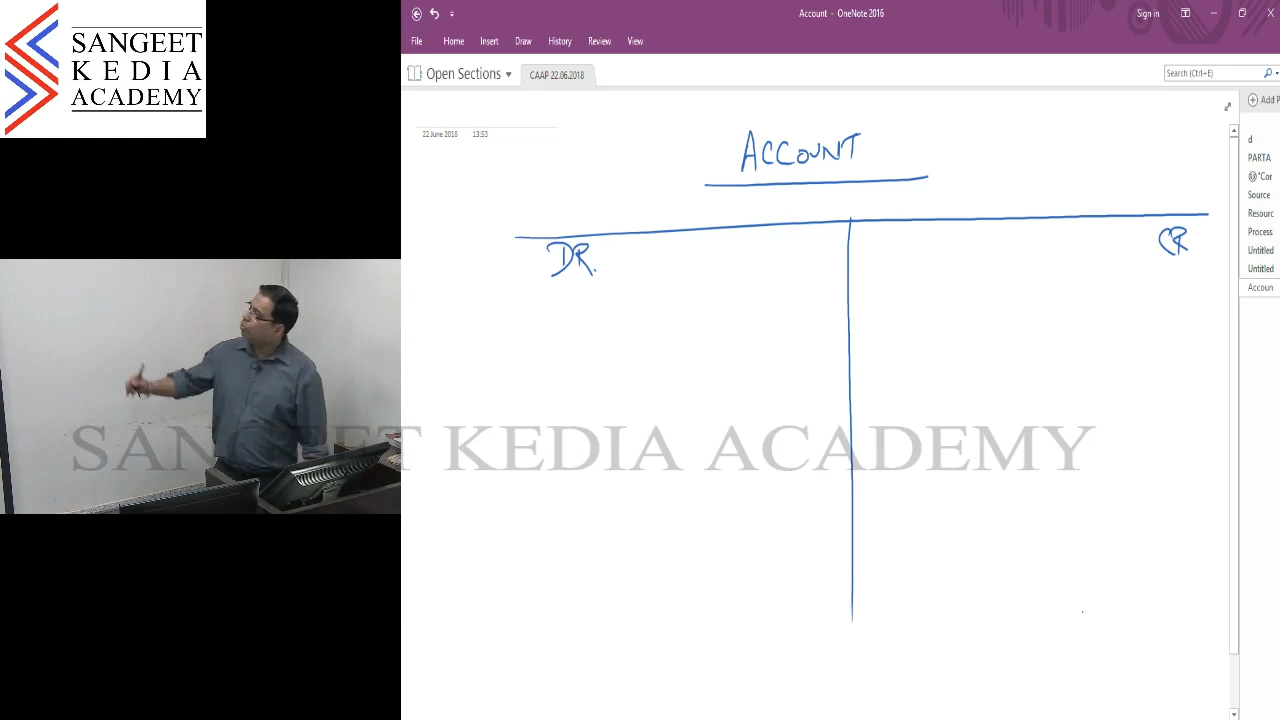 SANGEET
KEDIA
ACADEMY
Account - OneNote 2016
Sign in
File Home Insert Draw History Review View
Open Sections
CAAP 22.06.2018
Search (Ctrl+E)
Add P
22 June 2018 13:53
ACCOUNT
DR.
CR
d
PARTA
"Cor
Source
Resourc
Process
Untitled
Untitled
Accoun
SANGEET KEDIA ACADEMY